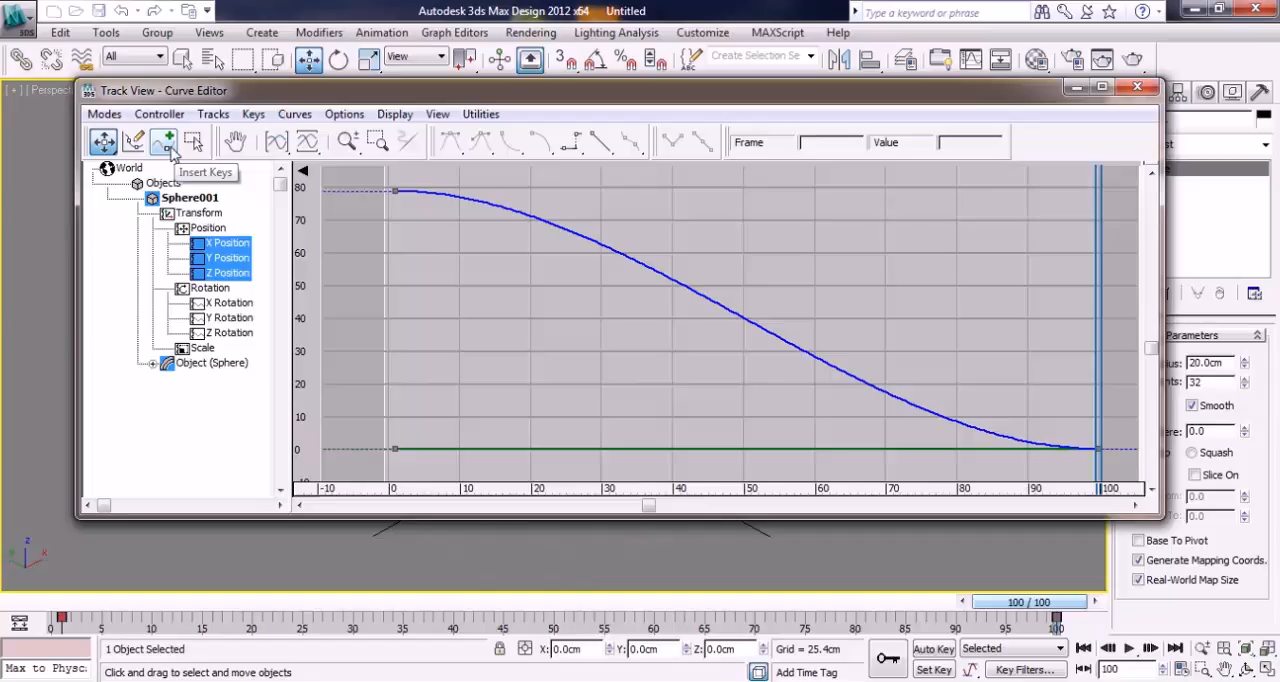 Autodesk 3ds Max Design 2012 x64 Untitled
Type a keyword or phrase
3DS
Edit Tools Group Views Create Modifiers Animation Graph Editors Rendering Lighting Analysis Customize MAXScript Help
All View Create Selection Se
[ + ] [ Perspecti
Track View - Curve Editor
Modes Controller Tracks Keys Curves Options Display View Utilities
Frame Value
Insert Keys
World
Objects
Sphere001
Transform
Position
X Position
Y Position
Z Position
Rotation
X Rotation
Y Rotation
Z Rotation
Scale
Object (Sphere)
80
70
60
50
40
30
20
10
0
-10 0 10 20 30 40 50 60 70 80 90 100
st
Parameters
ius: 20.0cm
nts: 32
Smooth
ere: 0.0
Squash
Slice On
0.0
To: 0.0
Base To Pivot
Generate Mapping Coords.
Real-World Map Size
z
x
100 / 100
0 5 10 15 20 25 30 35 40 45 50 55 60 65 70 75 80 85 90 95 100
1 Object Selected X: 0.0cm Y: 0.0cm Z: 0.0cm Grid = 25.4cm Auto Key Selected
Max to Physc Click and drag to select and move objects Add Time Tag Set Key Key Filters... 100